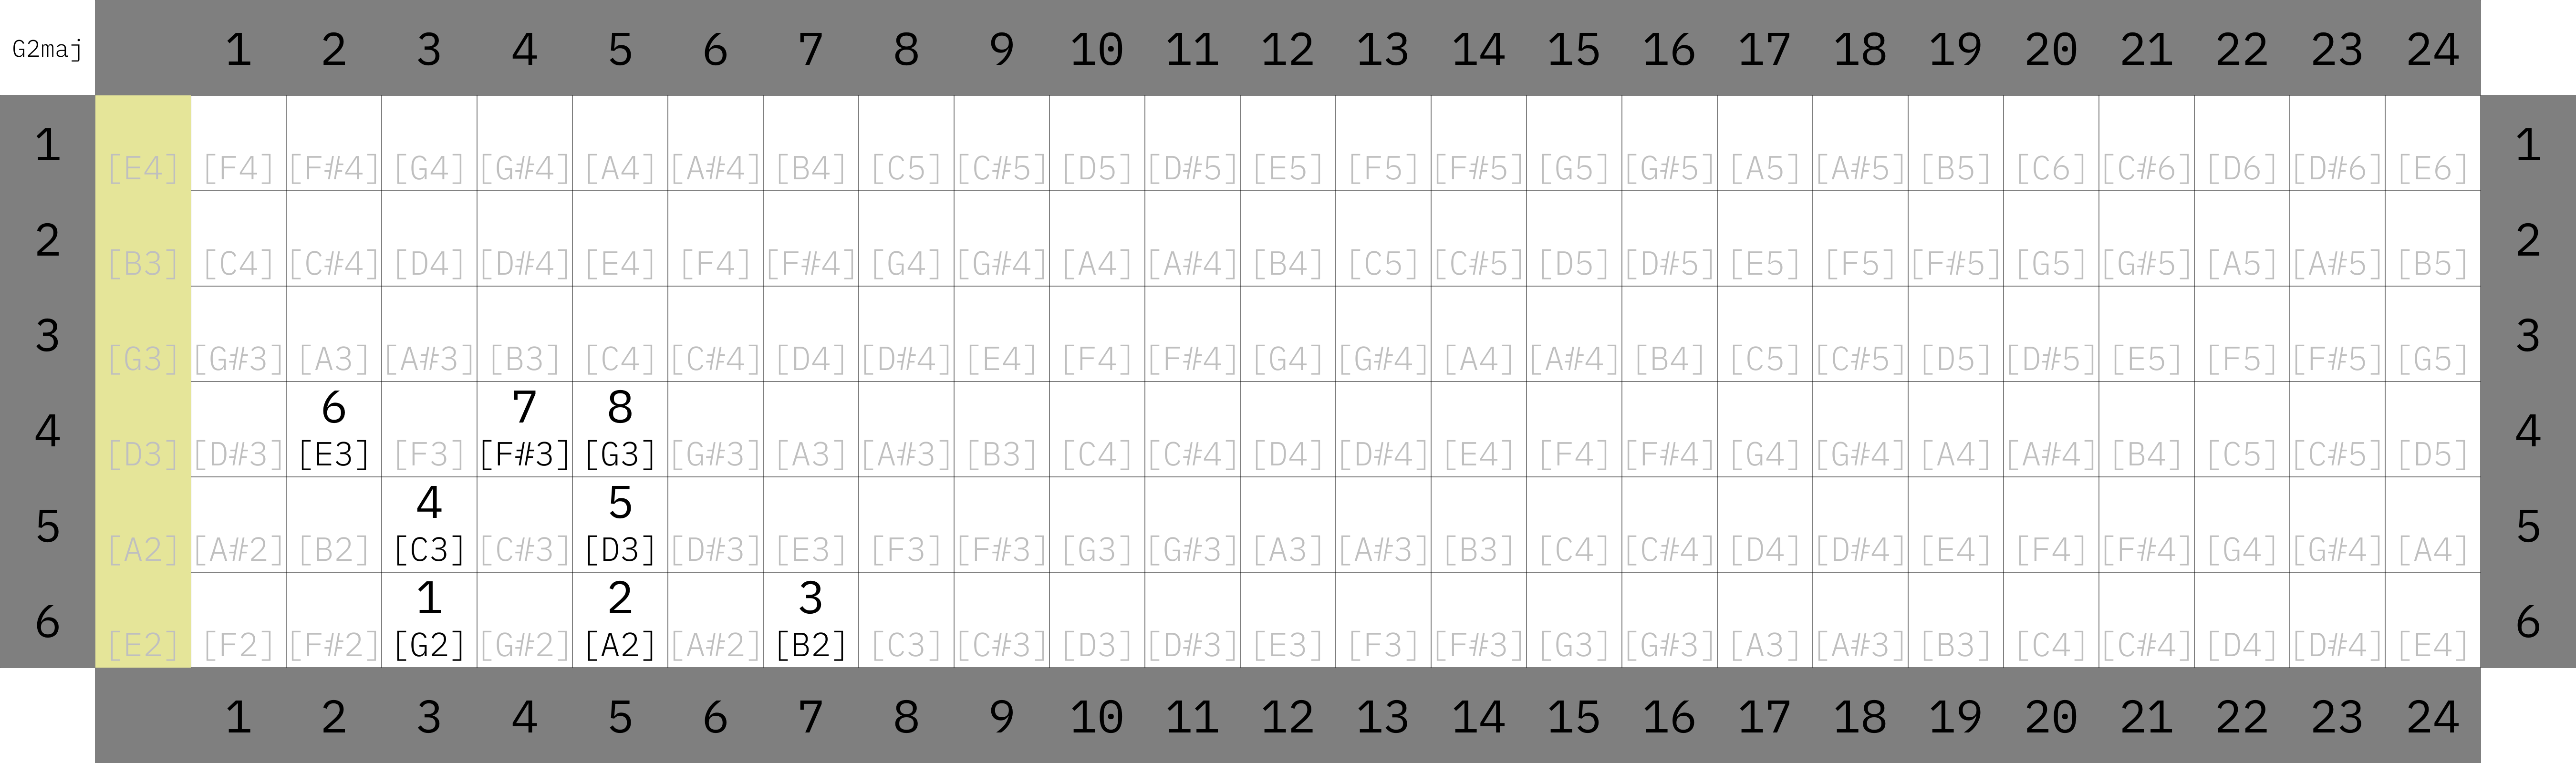 G2maj 1 2 3 4 5 6 7 8 9 10 11 12 13 14 15 16 17 18 19 20 21 22 23 24
1 [E4] [F4] [F#4] [G4] [G#4] [A4] [A#4] [B4] [C5] [C#5] [D5] [D#5] [E5] [F5] [F#5] [G5] [G#5] [A5] [A#5] [B5] [C6] [C#6] [D6] [D#6] [E6] 1
2 [B3] [C4] [C#4] [D4] [D#4] [E4] [F4] [F#4] [G4] [G#4] [A4] [A#4] [B4] [C5] [C#5] [D5] [D#5] [E5] [F5] [F#5] [G5] [G#5] [A5] [A#5] [B5] 2
3 [G3] [G#3] [A3] [A#3] [B3] [C4] [C#4] [D4] [D#4] [E4] [F4] [F#4] [G4] [G#4] [A4] [A#4] [B4] [C5] [C#5] [D5] [D#5] [E5] [F5] [F#5] [G5] 3
6 7 8
4 [D3] [D#3] [E3] [F3] [F#3] [G3] [G#3] [A3] [A#3] [B3] [C4] [C#4] [D4] [D#4] [E4] [F4] [F#4] [G4] [G#4] [A4] [A#4] [B4] [C5] [C#5] [D5] 4
4 5
5 [A2] [A#2] [B2] [C3] [C#3] [D3] [D#3] [E3] [F3] [F#3] [G3] [G#3] [A3] [A#3] [B3] [C4] [C#4] [D4] [D#4] [E4] [F4] [F#4] [G4] [G#4] [A4] 5
1 2 3
6 [E2] [F2] [F#2] [G2] [G#2] [A2] [A#2] [B2] [C3] [C#3] [D3] [D#3] [E3] [F3] [F#3] [G3] [G#3] [A3] [A#3] [B3] [C4] [C#4] [D4] [D#4] [E4] 6
1 2 3 4 5 6 7 8 9 10 11 12 13 14 15 16 17 18 19 20 21 22 23 24